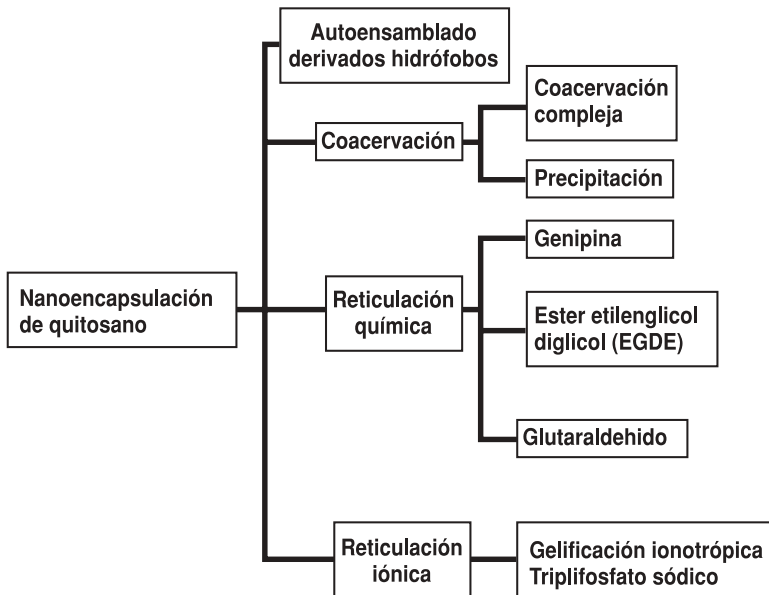 Autoensamblado
derivados hidrófobos
Coacervación
compleja
Coacervación
Precipitación
Genipina
Nanoencapsulación
de quitosano
Reticulación
química
Ester etilenglicol
diglicol (EGDE)
Glutaraldehido
Reticulación
iónica
Gelificación ionotrópica
Triplifosfato sódico